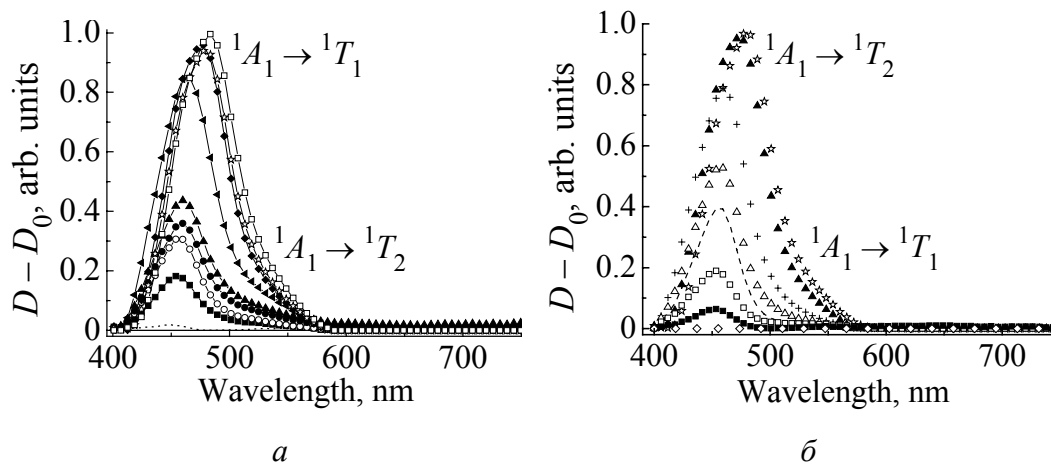 1.0
0.8
0.6
0.4
0.2
0
400 500 600 700
D – D₀, arb. units
Wavelength, nm
¹A₁ → ¹T₁
¹A₁ → ¹T₂
а
1.0
0.8
0.6
0.4
0.2
0
400 500 600 700
D – D₀, arb. units
Wavelength, nm
¹A₁ → ¹T₂
¹A₁ → ¹T₁
б